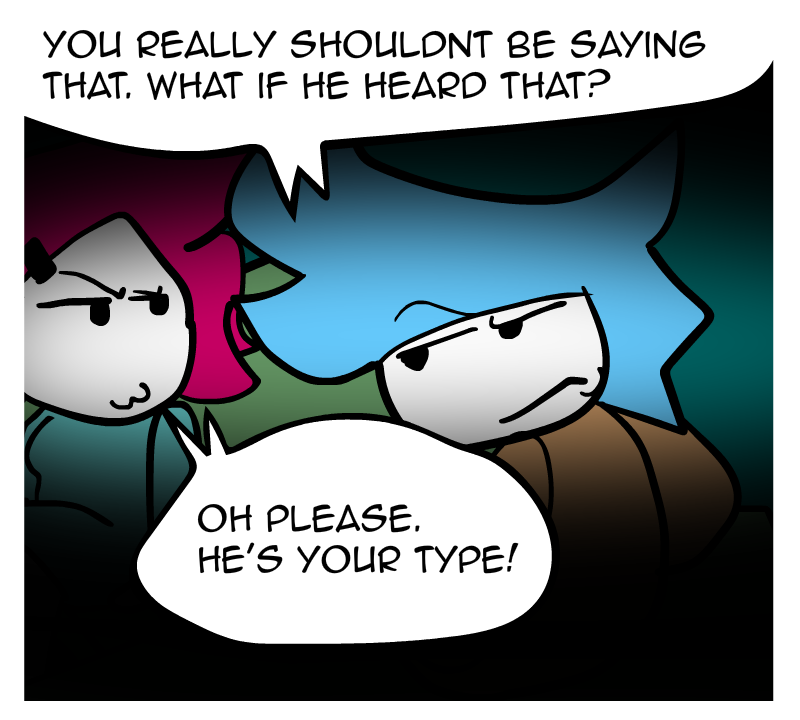 YOU REALLY SHOULDNT BE SAYING
THAT. WHAT IF HE HEARD THAT?
OH PLEASE.
HE'S YOUR TYPE!